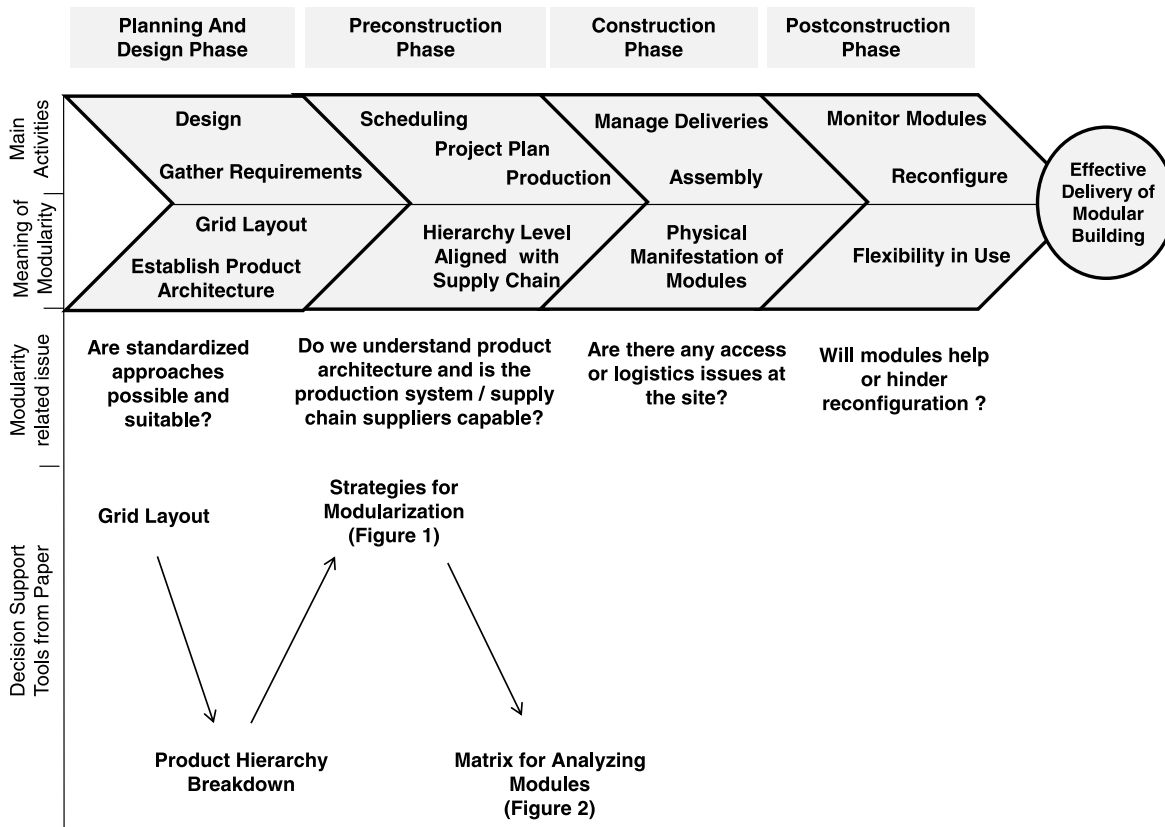 Planning And
Design Phase
Preconstruction
Phase
Construction
Phase
Postconstruction
Phase
Main
Activities
Design
Gather Requirements
Scheduling
Project Plan
Production
Manage Deliveries
Assembly
Monitor Modules
Reconfigure
Effective
Delivery of
Modular
Building
Meaning of
Modularity
Grid Layout
Establish Product
Architecture
Hierarchy Level
Aligned with
Supply Chain
Physical
Manifestation of
Modules
Flexibility in Use
Modularity
related issue
Are standardized
approaches
possible and
suitable?
Do we understand product
architecture and is the
production system / supply
chain suppliers capable?
Are there any access
or logistics issues at
the site?
Will modules help
or hinder
reconfiguration ?
Decision Support
Tools from Paper
Grid Layout
Strategies for
Modularization
(Figure 1)
Product Hierarchy
Breakdown
Matrix for Analyzing
Modules
(Figure 2)